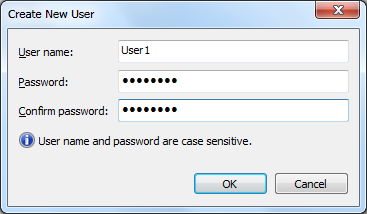 Create New User
User name: User1
Password: ••••••••
Confirm password: ••••••••
User name and password are case sensitive.
OK Cancel